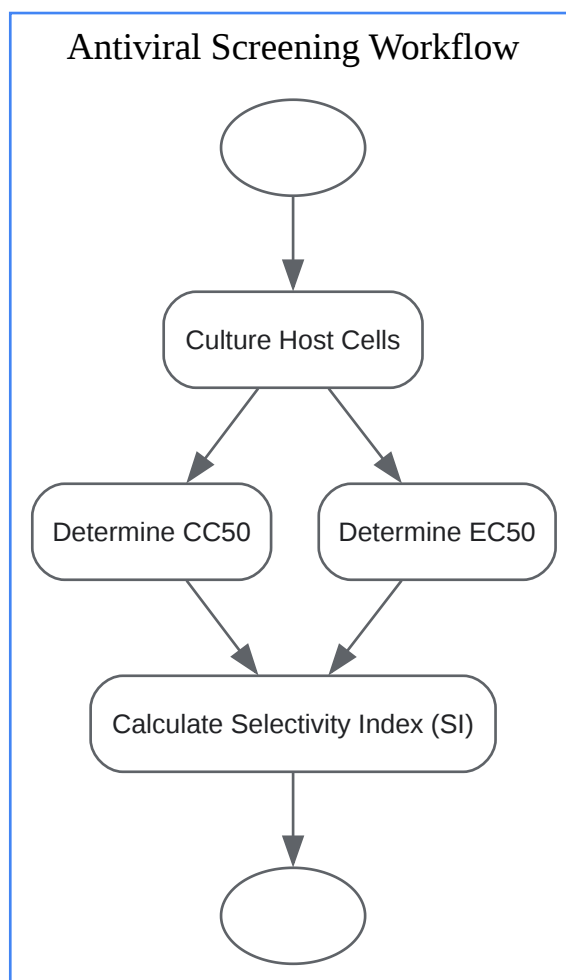 Antiviral Screening Workflow
Culture Host Cells
Determine CC50
Determine EC50
Calculate Selectivity Index (SI)